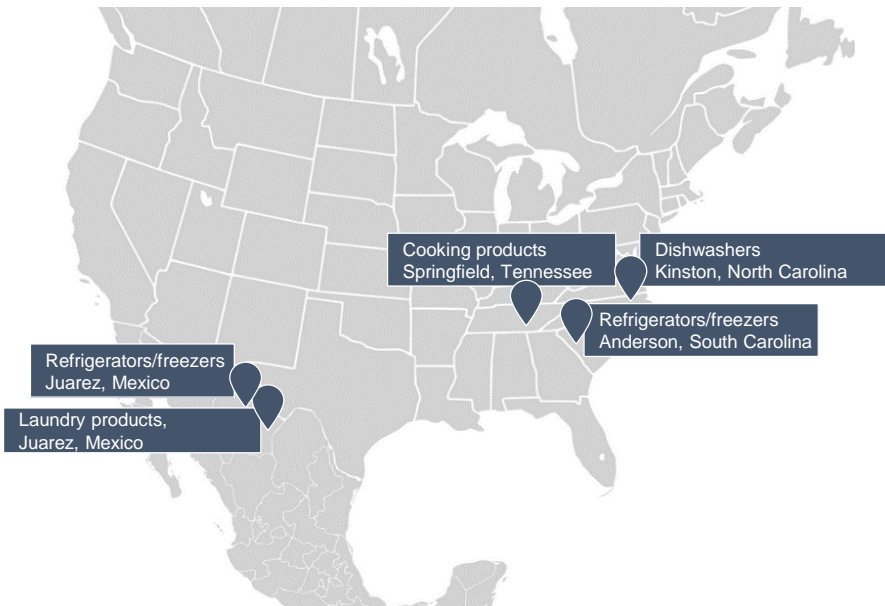 Cooking products
Springfield, Tennessee
Dishwashers
Kinston, North Carolina
Refrigerators/freezers
Anderson, South Carolina
Refrigerators/freezers
Juarez, Mexico
Laundry products,
Juarez, Mexico